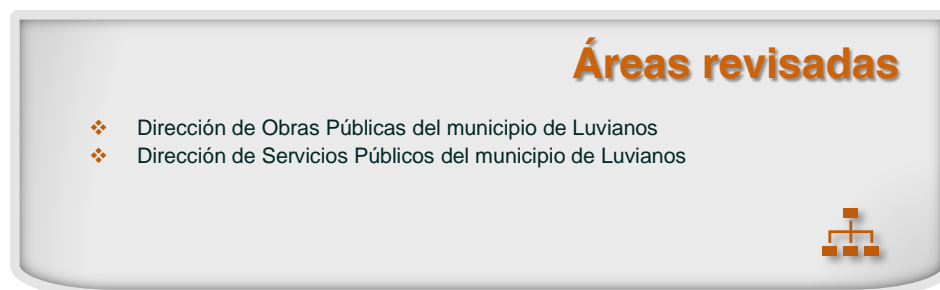 Áreas revisadas
❖ Dirección de Obras Públicas del municipio de Luvianos
❖ Dirección de Servicios Públicos del municipio de Luvianos